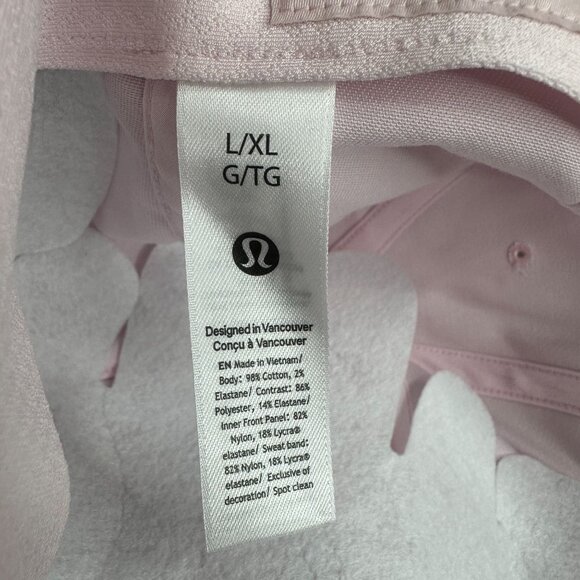 L/XL
G/TG
Designed in Vancouver
Conçu à Vancouver
EN Made in Vietnam/
Body: 98% Cotton, 2%
Elastane/ Contrast: 86%
Polyester, 14% Elastane/
Inner Front Panel: 82%
Nylon, 18% Lycra®
elastane/ Sweat band:
82% Nylon, 18% Lycra®
elastane/ Exclusive of
decoration/ Spot clean